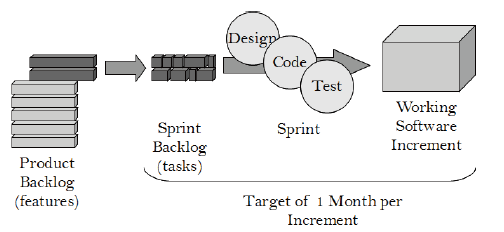 Design
Code
Test
Product
Backlog
(features)
Sprint
Backlog
(tasks)
Sprint
Working
Software
Increment
Target of 1 Month per
Increment